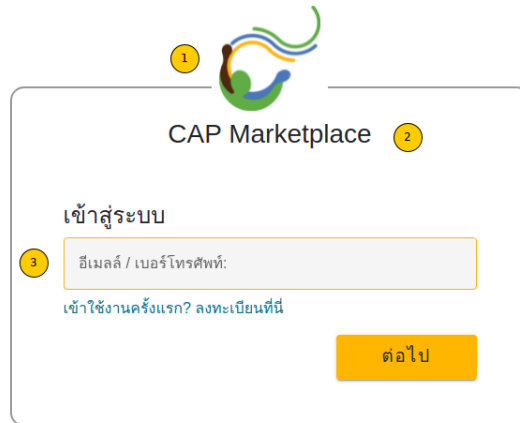 1
CAP Marketplace 2
เข้าสู่ระบบ
3 อีเมลล์ / เบอร์โทรศัพท์:
เข้าใช้งานครั้งแรก? ลงทะเบียนที่นี่
ต่อไป